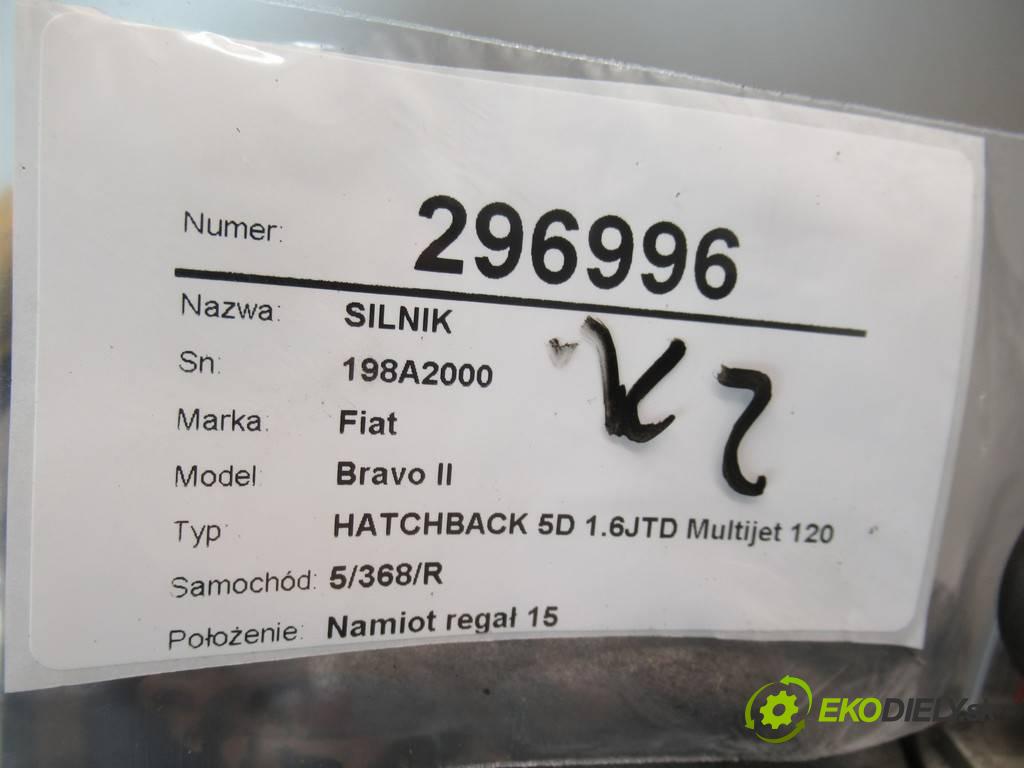 Numer: 296996
Nazwa: SILNIK
Sn: 198A2000
Marka: Fiat
Model: Bravo II
Typ: HATCHBACK 5D 1.6JTD Multijet 120
Samochód: 5/368/R
Położenie: Namiot regał 15
EKODIELY